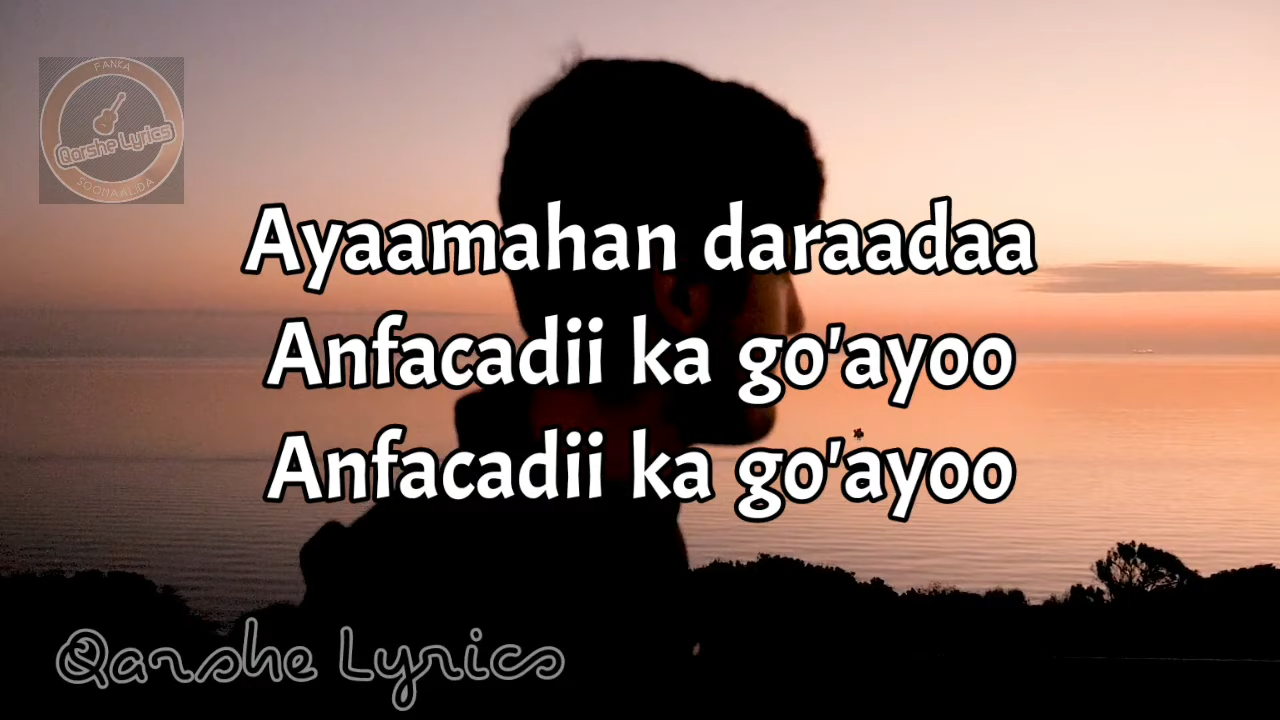 FANKA
Qarshe Lyrics
SOOMAALIDA
Ayaamahan daraadaa
Anfacadii ka go'ayoo
Anfacadii ka go'ayoo
Qarshe Lyrics